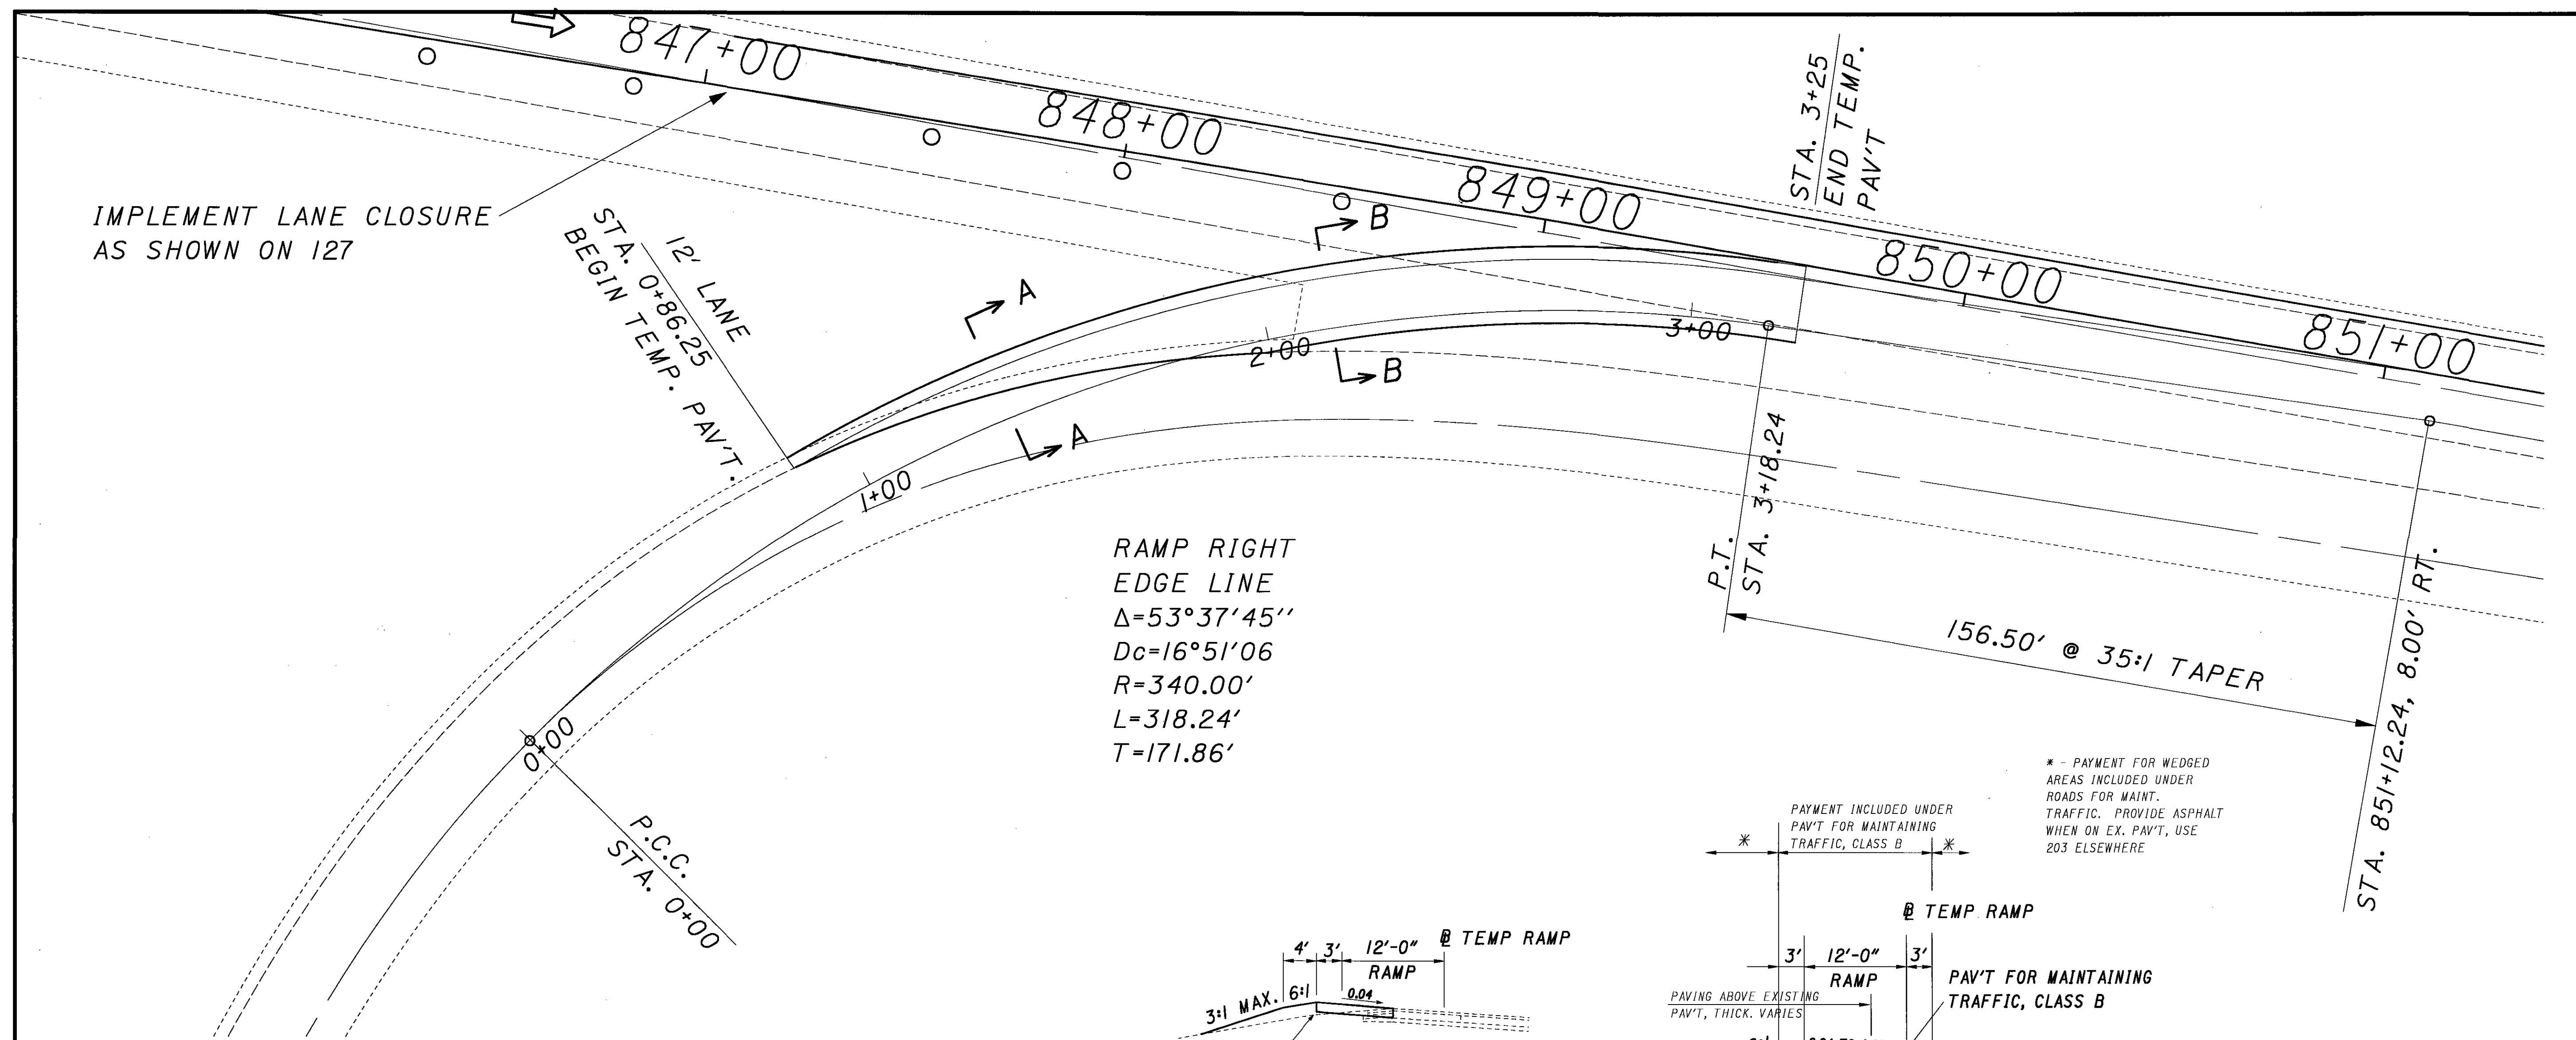 847+00
848+00
849+00
850+00
851+00
STA. 3+25
END TEMP.
PAV'T
IMPLEMENT LANE CLOSURE
AS SHOWN ON 127
12' LANE
STA. 0+86.25
BEGIN TEMP. PAV'T.
A
B
A
B
0+00
1+00
2+00
3+00
P.T.
STA. 3+18.24
RAMP RIGHT
EDGE LINE
Δ=53°37'45''
Dc=16°51'06
R=340.00'
L=318.24'
T=171.86'
156.50' @ 35:1 TAPER
STA. 851+12.24, 8.00' RT.
P.C.C.
STA. 0+00
* - PAYMENT FOR WEDGED
AREAS INCLUDED UNDER
ROADS FOR MAINT.
TRAFFIC. PROVIDE ASPHALT
WHEN ON EX. PAV'T, USE
203 ELSEWHERE
PAYMENT INCLUDED UNDER
PAV'T FOR MAINTAINING
TRAFFIC, CLASS B
*
*
TEMP RAMP
4' 3' 12'-0"
RAMP
3:1 MAX. 6:1
0.04
TEMP RAMP
3' 12'-0" 3'
RAMP
PAV'T FOR MAINTAINING
TRAFFIC, CLASS B
PAVING ABOVE EXISTING
PAV'T, THICK. VARIES